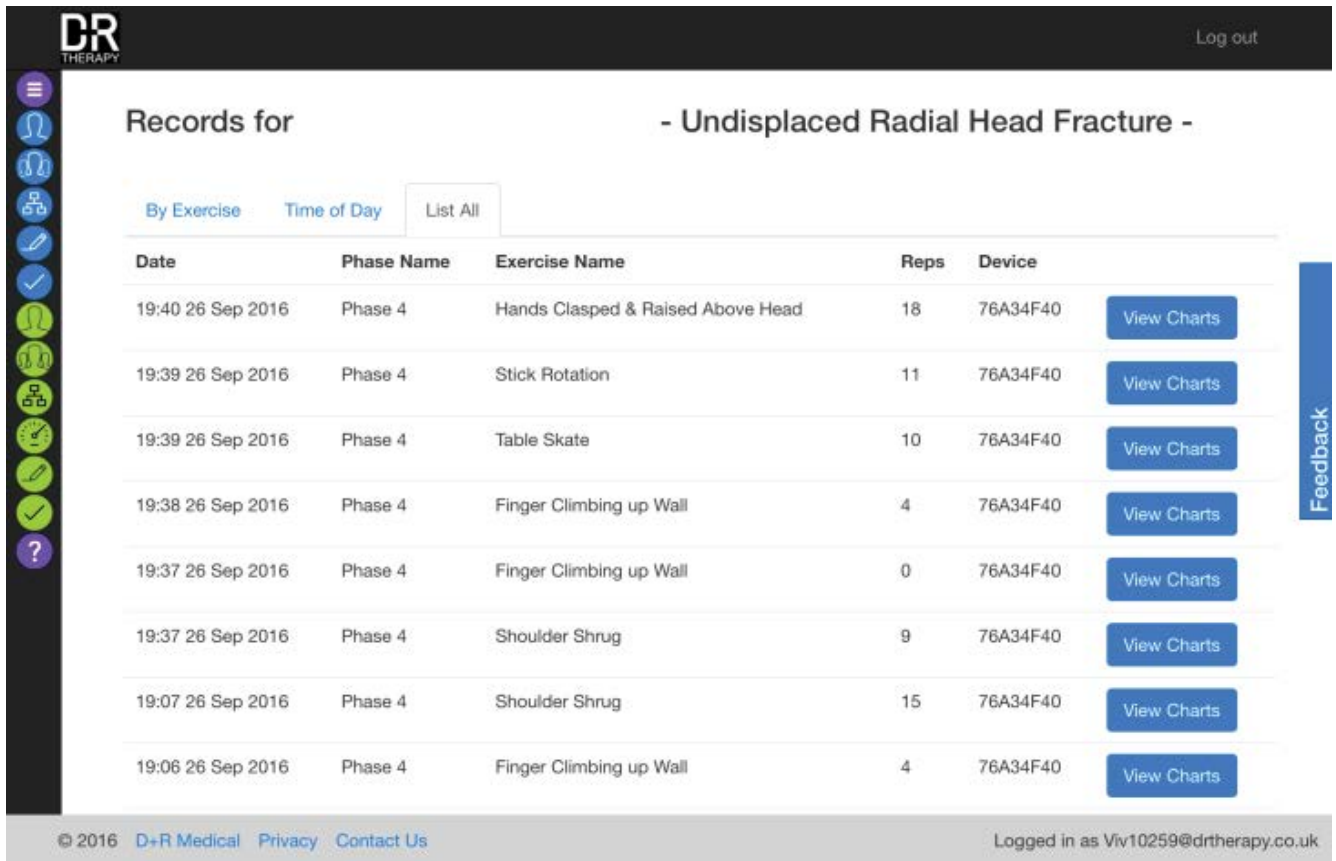 D+R
THERAPY
Log out
Records for - Undisplaced Radial Head Fracture -
By Exercise Time of Day List All
Date Phase Name Exercise Name Reps Device
19:40 26 Sep 2016 Phase 4 Hands Clasped & Raised Above Head 18 76A34F40 View Charts
19:39 26 Sep 2016 Phase 4 Stick Rotation 11 76A34F40 View Charts
19:39 26 Sep 2016 Phase 4 Table Skate 10 76A34F40 View Charts
19:38 26 Sep 2016 Phase 4 Finger Climbing up Wall 4 76A34F40 View Charts
19:37 26 Sep 2016 Phase 4 Finger Climbing up Wall 0 76A34F40 View Charts
19:37 26 Sep 2016 Phase 4 Shoulder Shrug 9 76A34F40 View Charts
19:07 26 Sep 2016 Phase 4 Shoulder Shrug 15 76A34F40 View Charts
19:06 26 Sep 2016 Phase 4 Finger Climbing up Wall 4 76A34F40 View Charts
?
Feedback
© 2016 D+R Medical Privacy Contact Us Logged in as Viv10259@drtherapy.co.uk